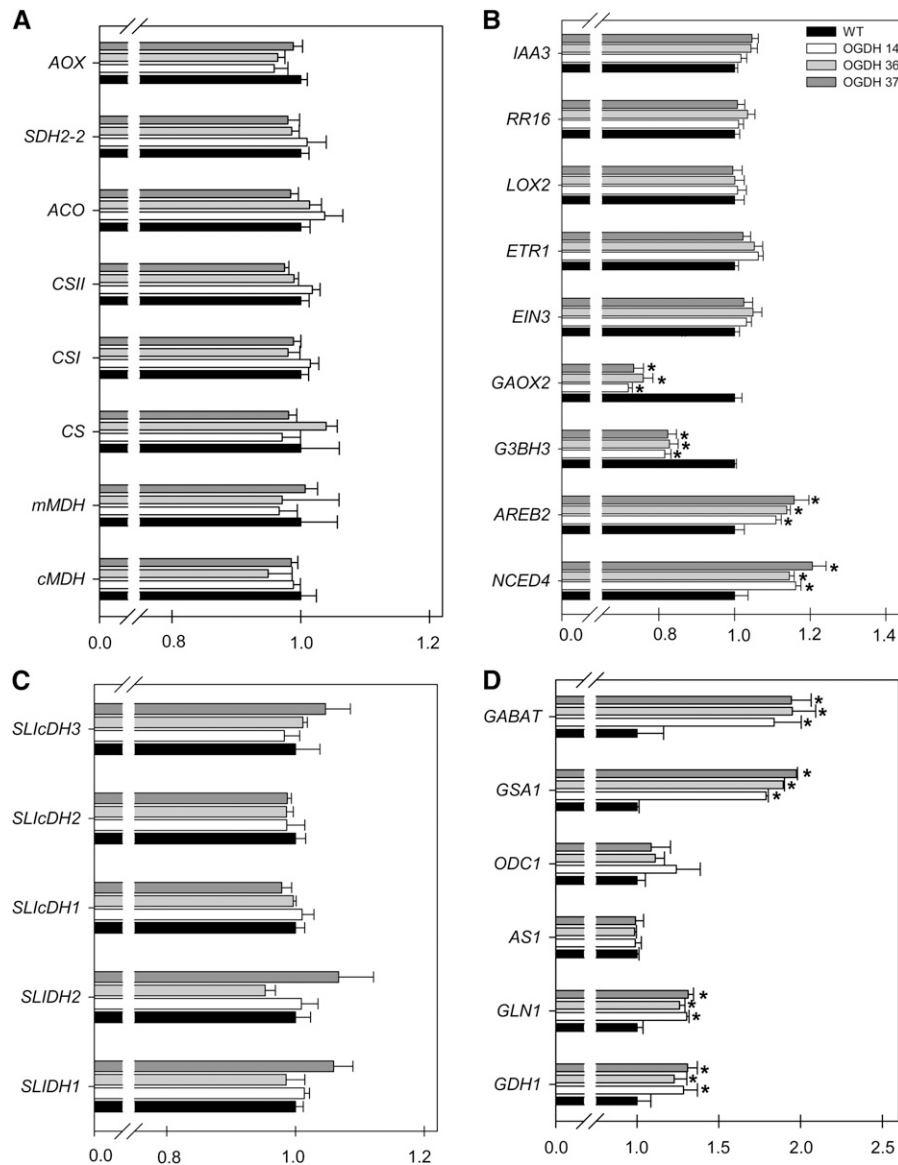 A
AOX
SDH2-2
ACO
CSII
CSI
CS
mMDH
cMDH
0.0 0.8 1.0 1.2
B
WT
OGDH 14
OGDH 36
OGDH 37
IAA3
RR16
LOX2
ETR1
EIN3
GAOX2 * * *
G3BH3 * * *
AREB2 * * *
NCED4 * * *
0.0 0.8 1.0 1.2 1.4
C
SLIcDH3
SLIcDH2
SLIcDH1
SLIDH2
SLIDH1
0.0 0.8 1.0 1.2
D
GABAT * * *
GSA1 * * *
ODC1
AS1
GLN1 * * *
GDH1 * * *
0.0 1.0 1.5 2.0 2.5